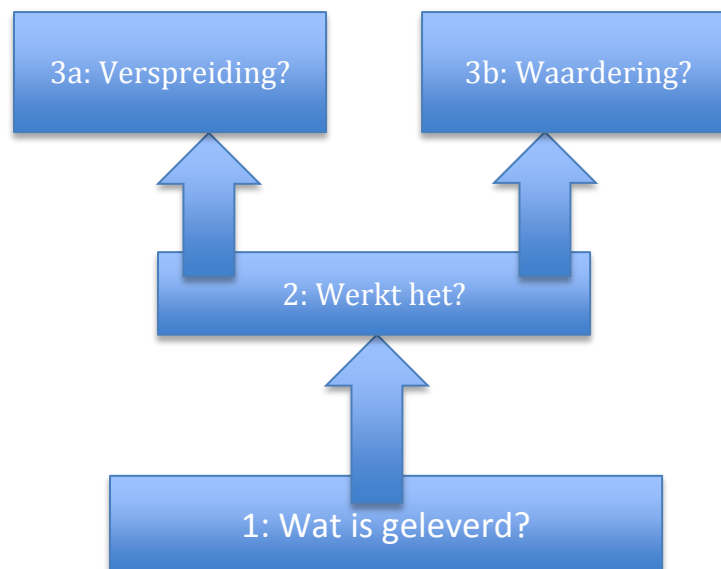 3a: Verspreiding?
3b: Waardering?
2: Werkt het?
1: Wat is geleverd?